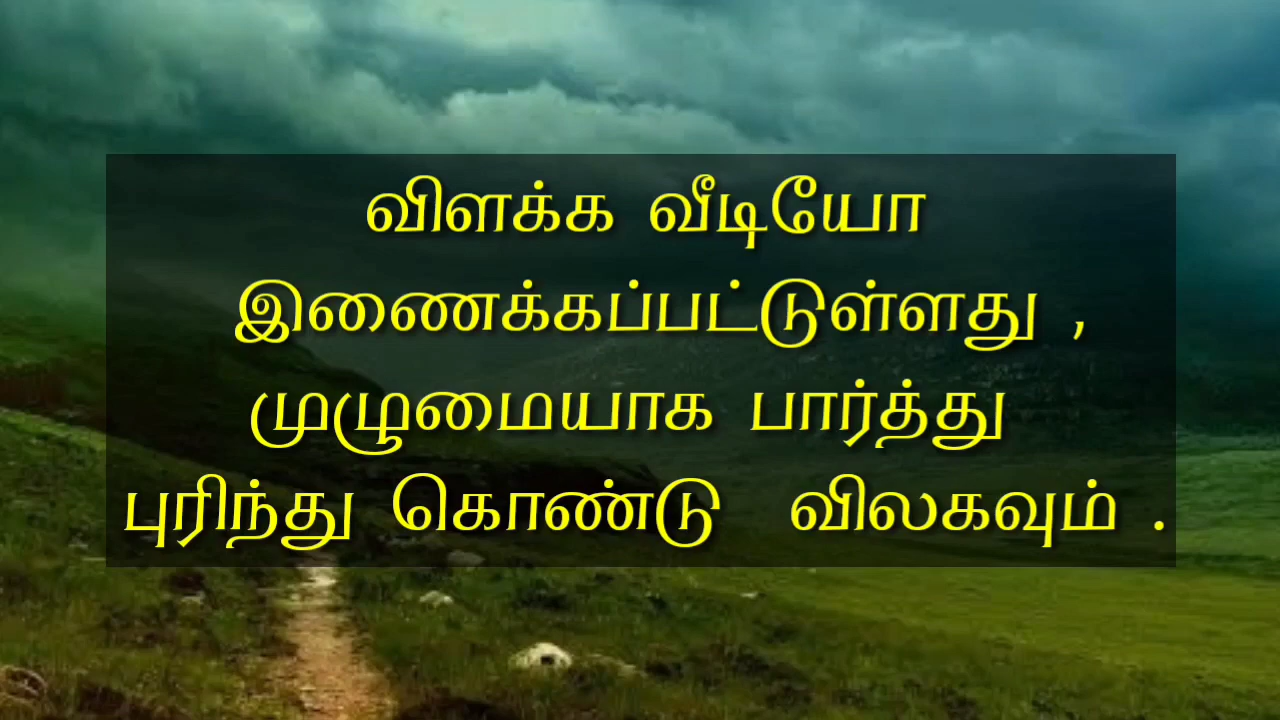 விளக்க வீடியோ
இணைக்கப்பட்டுள்ளது ,
முழுமையாக பார்த்து
புரிந்து கொண்டு விலகவும் .